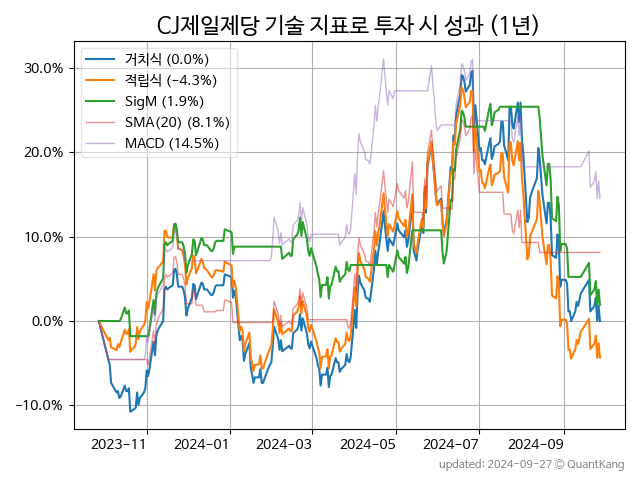 CJ제일제당 기술 지표로 투자 시 성과 (1년)
거치식 (0.0%)
적립식 (−4.3%)
SigM (1.9%)
SMA(20) (8.1%)
MACD (14.5%)
30.0%
20.0%
10.0%
0.0%
−10.0%
2023-11 2024-01 2024-03 2024-05 2024-07 2024-09
updated: 2024-09-27 © QuantKang